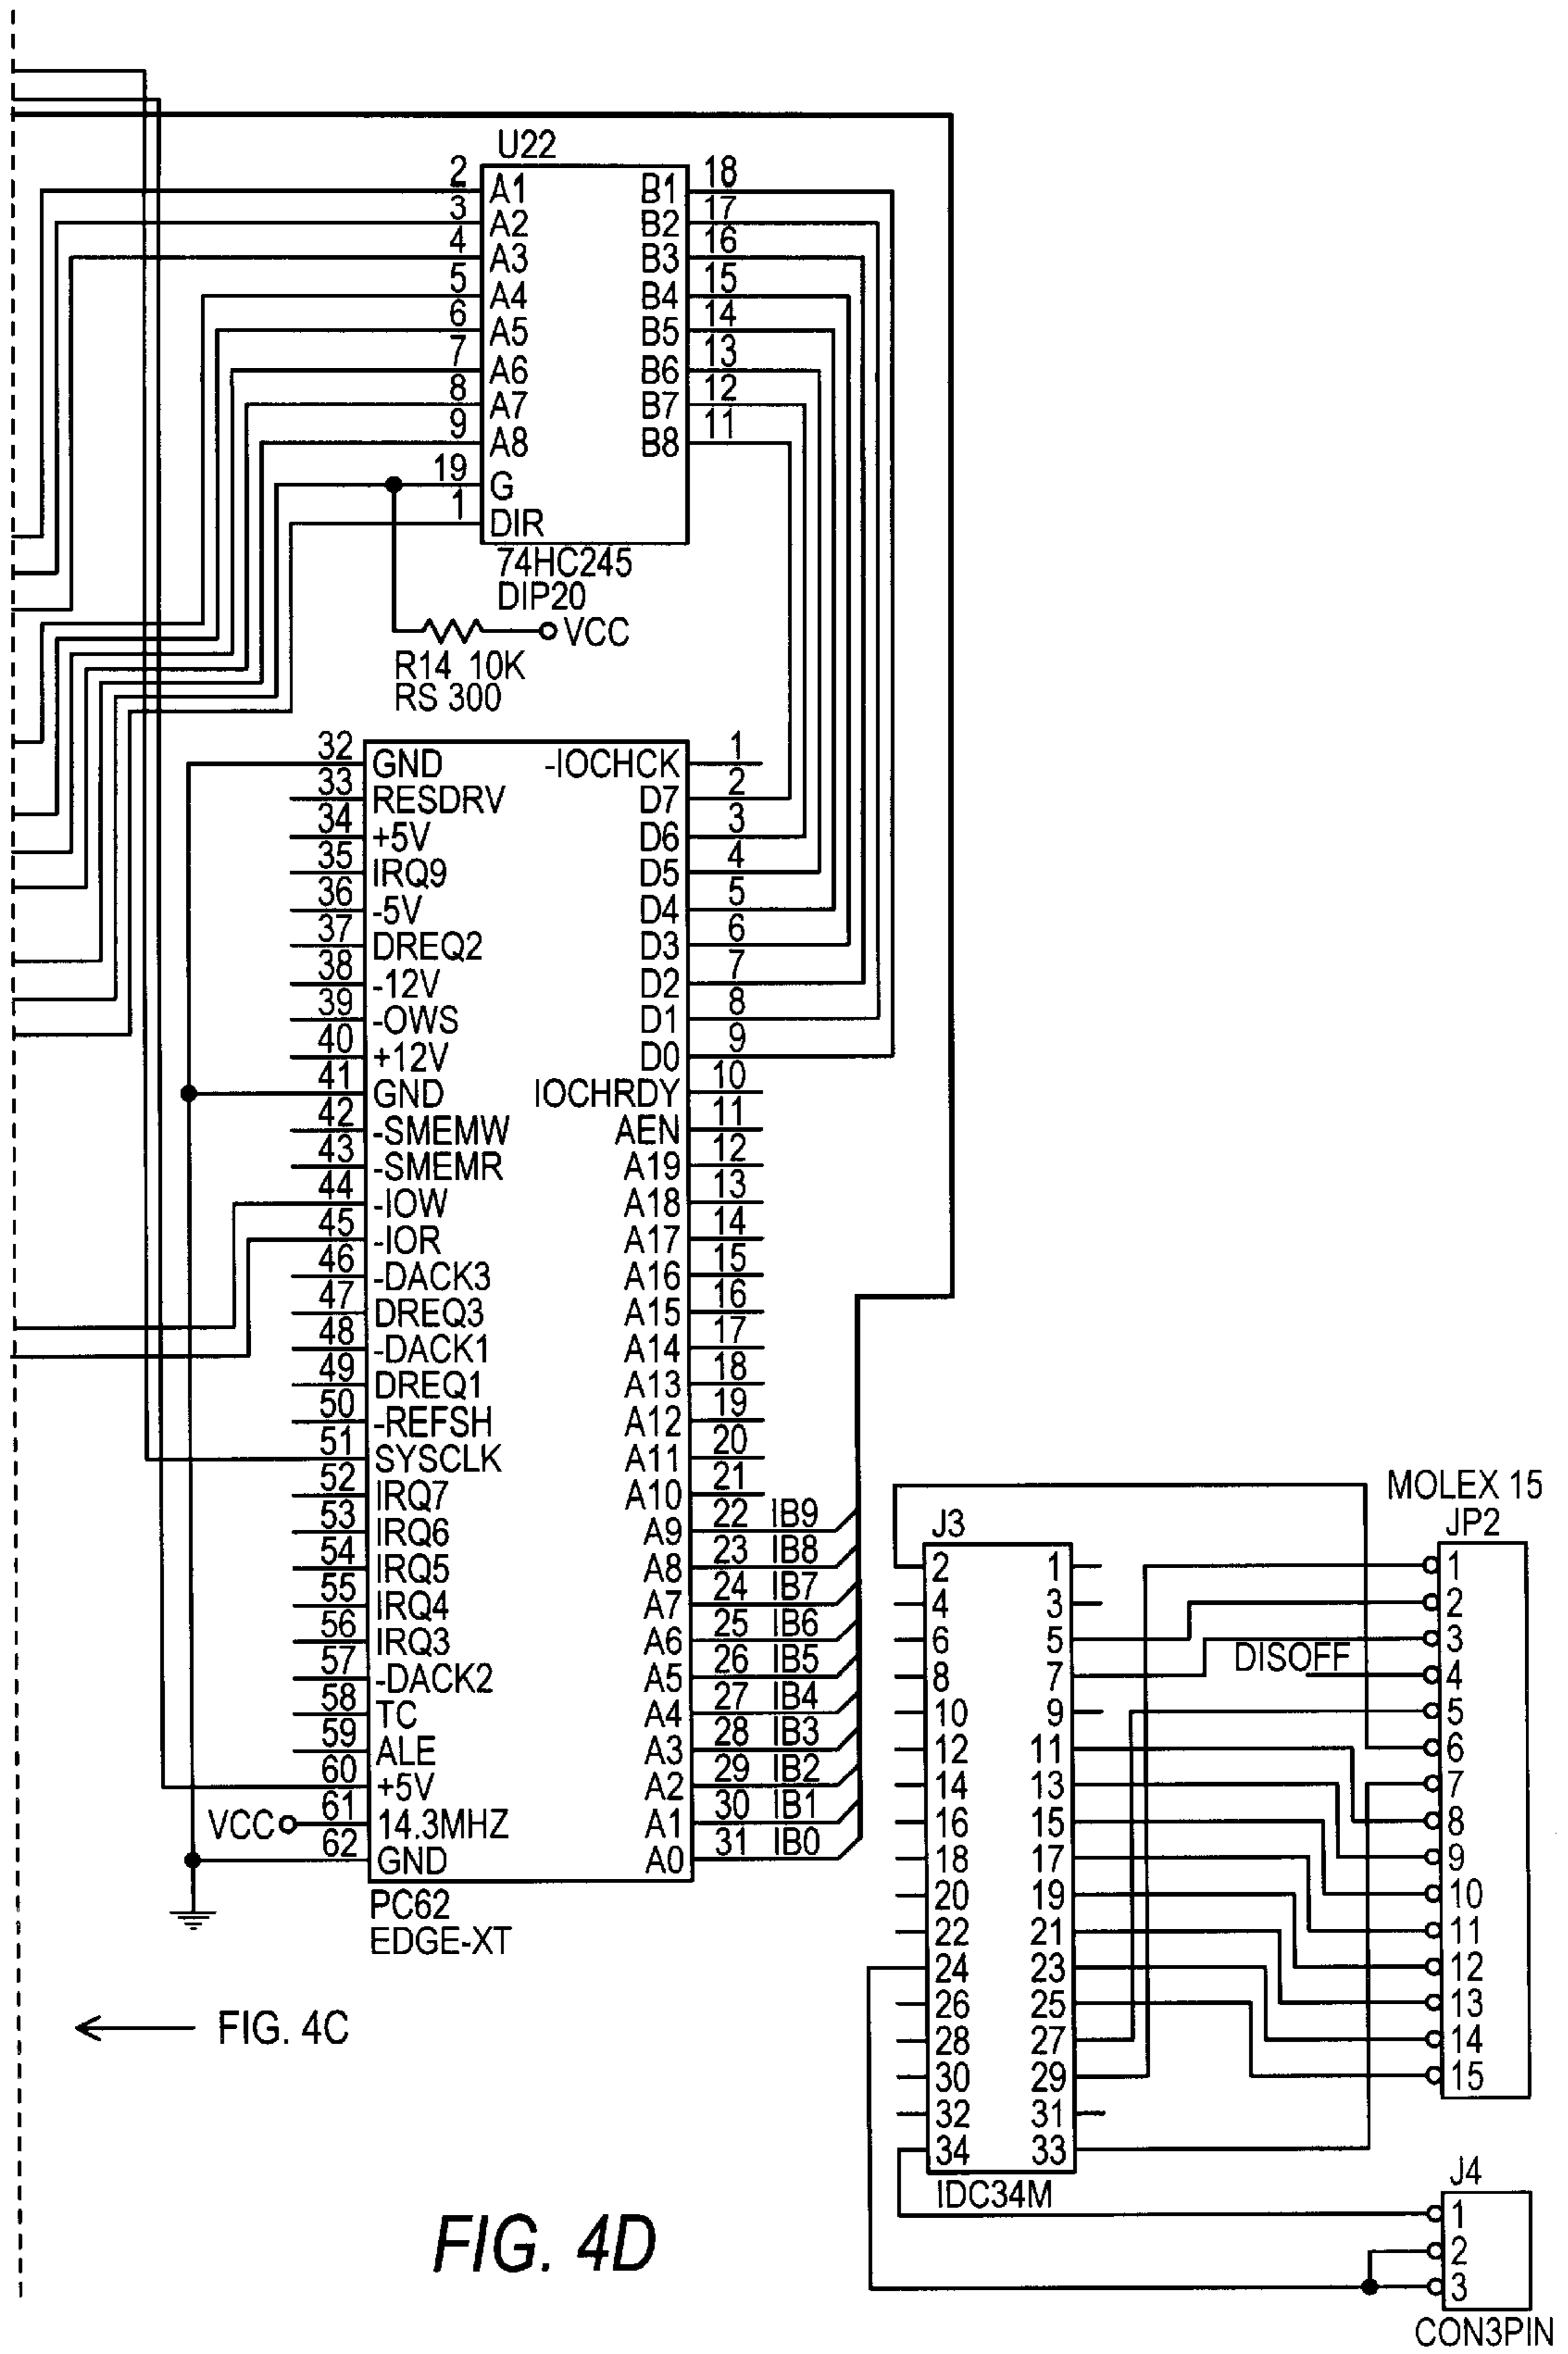 U22
2 A1 B1 18
3 A2 B2 17
4 A3 B3 16
5 A4 B4 15
6 A5 B5 14
7 A6 B6 13
8 A7 B7 12
9 A8 B8 11
19 G
1 DIR
74HC245
DIP20
VCC
R14 10K
RS 300
32 GND -IOCHCK 1
33 RESDRV D7 2
34 +5V D6 3
35 IRQ9 D5 4
36 -5V D4 5
37 DREQ2 D3 6
38 -12V D2 7
39 -OWS D1 8
40 +12V D0 9
41 GND IOCHRDY 10
42 -SMEMW AEN 11
43 -SMEMR A19 12
44 -IOW A18 13
45 -IOR A17 14
46 -DACK3 A16 15
47 DREQ3 A15 16
48 -DACK1 A14 17
49 DREQ1 A13 18
50 -REFSH A12 19
51 SYSCLK A11 20
52 IRQ7 A10 21
53 IRQ6 A9 22 IB9
54 IRQ5 A8 23 IB8
55 IRQ4 A7 24 IB7
56 IRQ3 A6 25 IB6
57 -DACK2 A5 26 IB5
58 TC A4 27 IB4
59 ALE A3 28 IB3
60 +5V A2 29 IB2
VCC 61 14.3MHZ A1 30 IB1
62 GND A0 31 IB0
PC62
EDGE-XT
MOLEX 15
J3 JP2
2 1 1
4 3 2
6 5 3
DISOFF
8 7 4
10 9 5
12 11 6
14 13 7
16 15 8
18 17 9
20 19 10
22 21 11
24 23 12
26 25 13
28 27 14
30 29 15
32 31
34 33
IDC34M
J4
1
2
3
CON3PIN
FIG. 4C
FIG. 4D